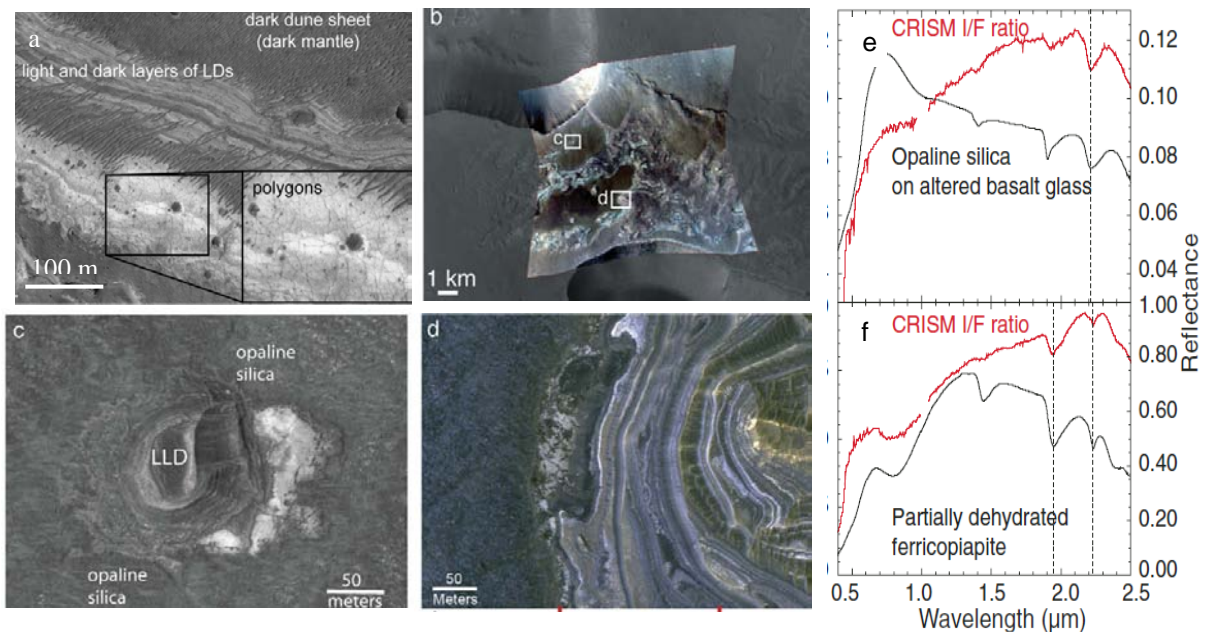 a
dark dune sheet
(dark mantle)
light and dark layers of LDs
polygons
100 m
b
c
d
1 km
c
opaline
silica
LLD
opaline
silica
50
meters
d
50
Meters
e
CRISM I/F ratio
Opaline silica
on altered basalt glass
0.12
0.10
0.08
0.06
0.04
f
CRISM I/F ratio
Partially dehydrated
ferricopiapite
1.00
0.80
0.60
0.40
0.20
0.00
Reflectance
0.5 1.0 1.5 2.0 2.5
Wavelength (μm)